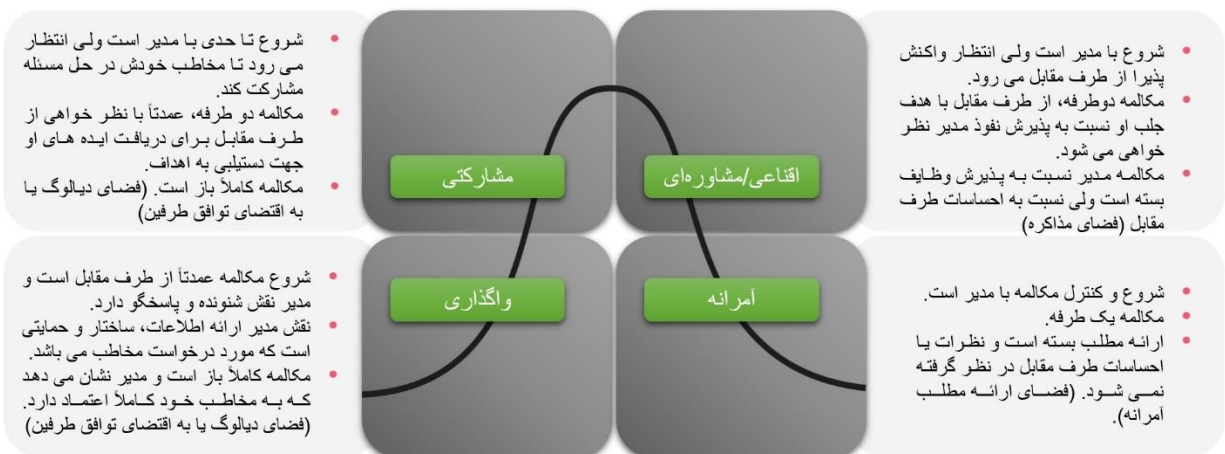 شروع با مدیر است ولی انتظار واکنش
پذیرا از طرف مقابل می رود.
مکالمه دوطرفه، از طرف مقابل با هدف
جلب او نسبت به پذیرش نفوذ مدیر نظر
خواهی می شود.
مکالمه مدیر نسبت به پذیرش وظایف
بسته است ولی نسبت به احساسات طرف
مقابل (فضای مذاکره)
اقناعی/مشاوره‌ای
مشارکتی
شروع تا حدی با مدیر است ولی انتظار
می رود تا مخاطب خودش در حل مسئله
مشارکت کند.
مکالمه دو طرفه، عمدتاً با نظر خواهی از
طرف مقابل برای دریافت ایده های او
جهت دستیلبی به اهداف.
مکالمه کاملاً باز است. (فضای دیالوگ یا
به اقتضای توافق طرفین)
شروع و کنترل مکالمه با مدیر است.
مکالمه یک طرفه.
ارائه مطلب بسته است و نظرات یا
احساسات طرف مقابل در نظر گرفته
نمی شود. (فضای ارائه مطلب
آمرانه).
آمرانه
واگذاری
شروع مکالمه عمدتاً از طرف مقابل است و
مدیر نقش شنونده و پاسخگو دارد.
نقش مدیر ارائه اطلاعات، ساختار و حمایتی
است که مورد درخواست مخاطب می باشد.
مکالمه کاملاً باز است و مدیر نشان می دهد
که به مخاطب خود کاملاً اعتماد دارد.
(فضای دیالوگ یا به اقتضای توافق طرفین)